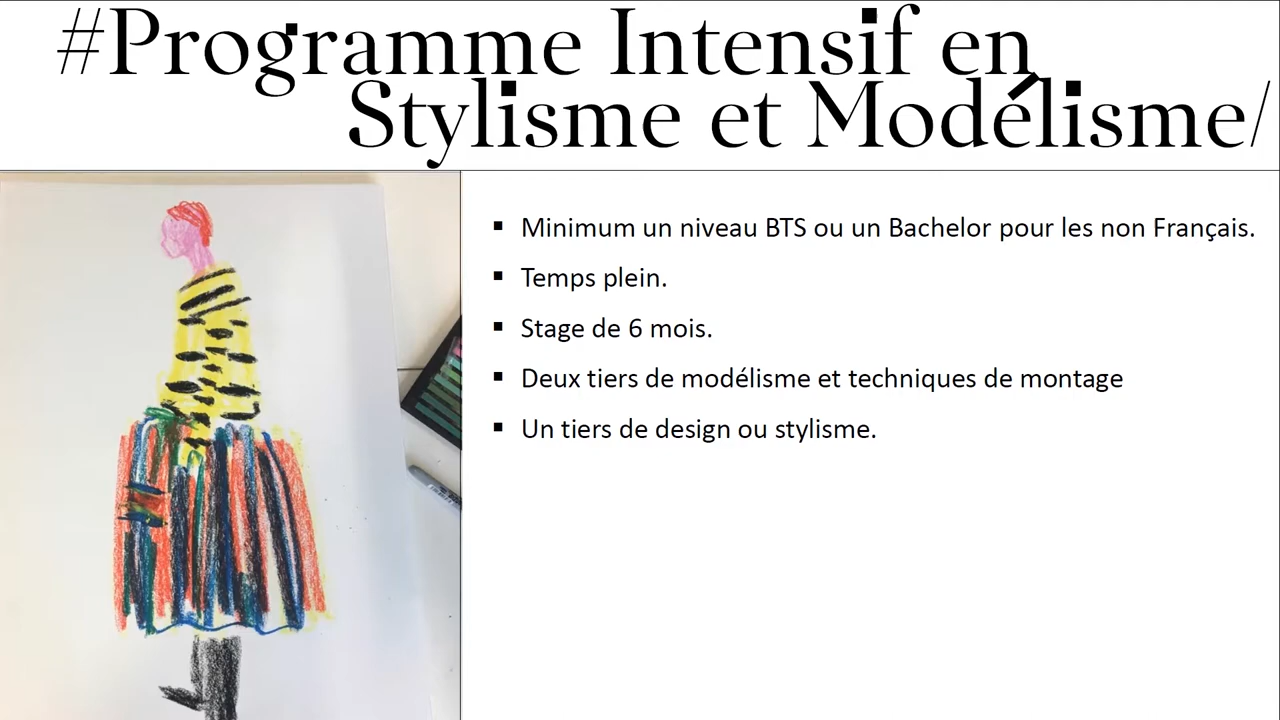 #Programme Intensif en
Stylisme et Modélisme/
▪ Minimum un niveau BTS ou un Bachelor pour les non Français.
▪ Temps plein.
▪ Stage de 6 mois.
▪ Deux tiers de modélisme et techniques de montage
▪ Un tiers de design ou stylisme.